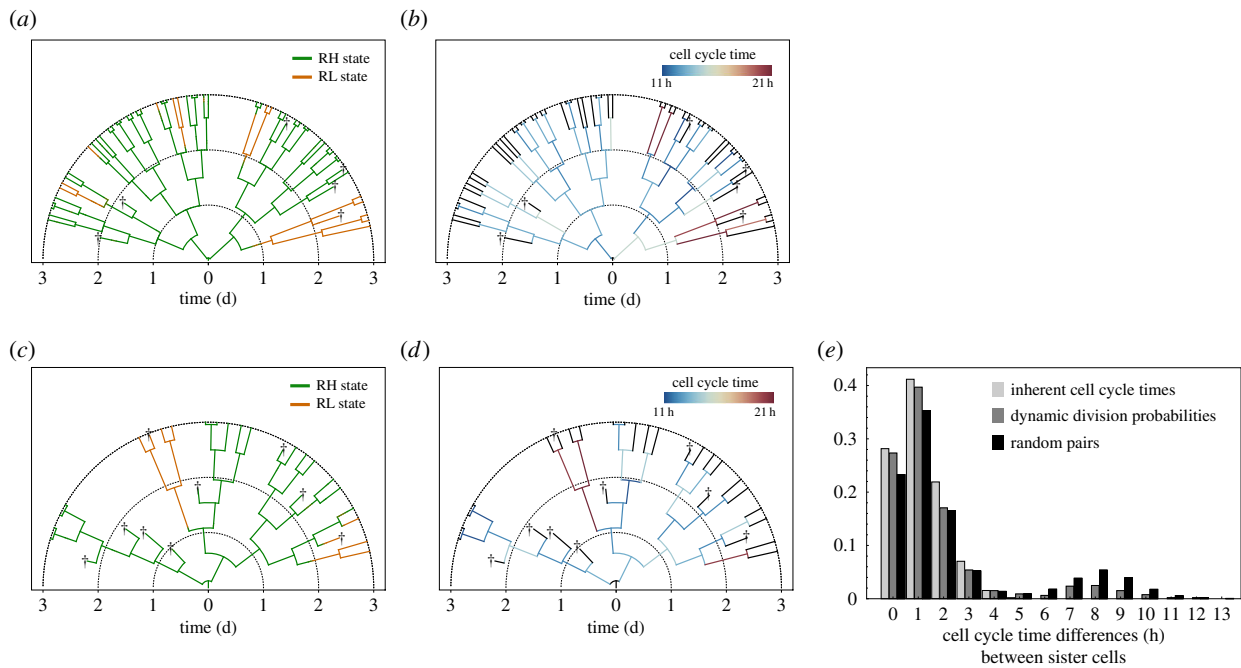 (a)
RH state
RL state
†
†
†
†
†
†
3 2 1 0 1 2 3
time (d)
(b)
cell cycle time
11 h 21 h
†
†
†
†
†
†
3 2 1 0 1 2 3
time (d)
(c)
RH state
RL state
†
†
†
†
†
†
†
†
†
3 2 1 0 1 2 3
time (d)
(d)
cell cycle time
11 h 21 h
†
†
†
†
†
†
†
†
†
3 2 1 0 1 2 3
time (d)
(e)
0.4
0.3
0.2
0.1
0
inherent cell cycle times
dynamic division probabilities
random pairs
0 1 2 3 4 5 6 7 8 9 10 11 12 13
cell cycle time differences (h)
between sister cells